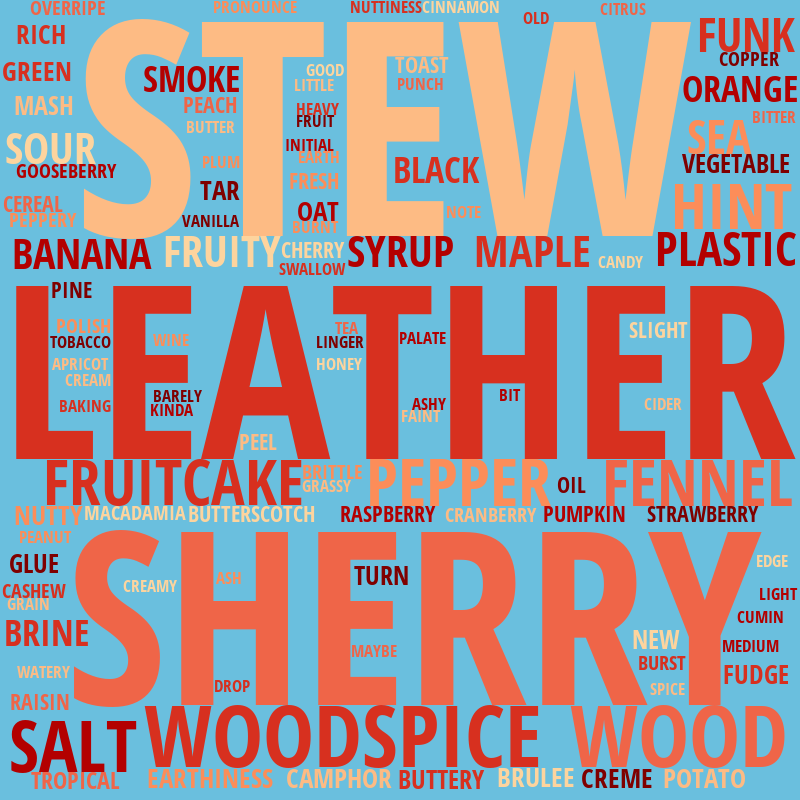 OVERRIPE
PRONOUNCE
NUTTINESS
CINNAMON
OLD
CITRUS
RICH
FUNK
STEW
COPPER
GREEN
SMOKE
GOOD
LITTLE
TOAST
PUNCH
ORANGE
MASH
PEACH
BUTTER
HEAVY
FRUIT
BITTER
SOUR
INITIAL
EARTH
SEA
GOOSEBERRY
PLUM
BLACK
VEGETABLE
TAR
FRESH
HINT
CEREAL
PEPPERY
VANILLA
OAT
BURNT
NOTE
BANANA
FRUITY
CHERRY
SWALLOW
SYRUP
MAPLE
CANDY
PLASTIC
PINE
LEATHER
POLISH
TOBACCO
WINE
TEA
LINGER
PALATE
SLIGHT
APRICOT
CREAM
HONEY
BAKING
BARELY
KINDA
ASHY
FAINT
BIT
CIDER
PEEL
FRUITCAKE
BRITTLE
GRASSY
PEPPER
OIL
FENNEL
NUTTY
MACADAMIA
BUTTERSCOTCH
RASPBERRY
CRANBERRY
PUMPKIN
STRAWBERRY
PEANUT
SHERRY
GLUE
CASHEW
GRAIN
CREAMY
ASH
TURN
EDGE
LIGHT
BRINE
CUMIN
NEW
MEDIUM
MAYBE
BURST
WATERY
FUDGE
DROP
SPICE
RAISIN
SALT
WOODSPICE
WOOD
TROPICAL
EARTHINESS
CAMPHOR
BUTTERY
BRULEE
CREME
POTATO